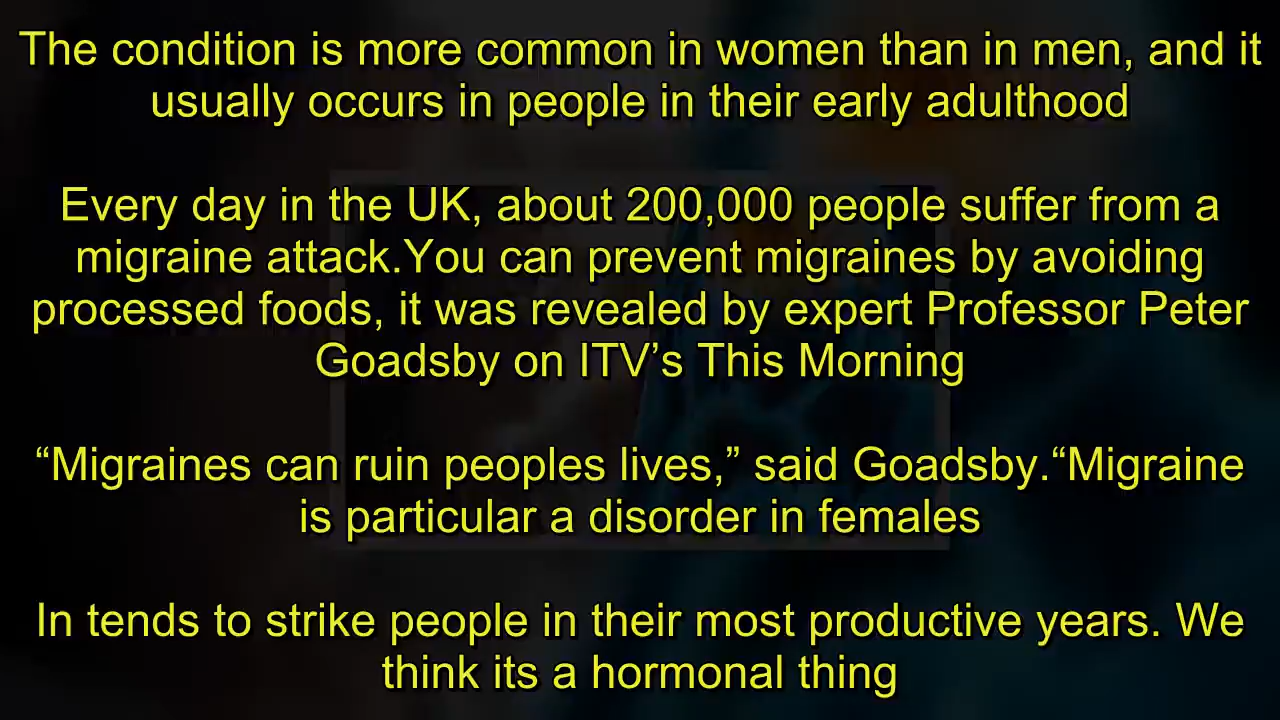 The condition is more common in women than in men, and it
usually occurs in people in their early adulthood
Every day in the UK, about 200,000 people suffer from a
migraine attack.You can prevent migraines by avoiding
processed foods, it was revealed by expert Professor Peter
Goadsby on ITV’s This Morning
“Migraines can ruin peoples lives,” said Goadsby.“Migraine
is particular a disorder in females
In tends to strike people in their most productive years. We
think its a hormonal thing